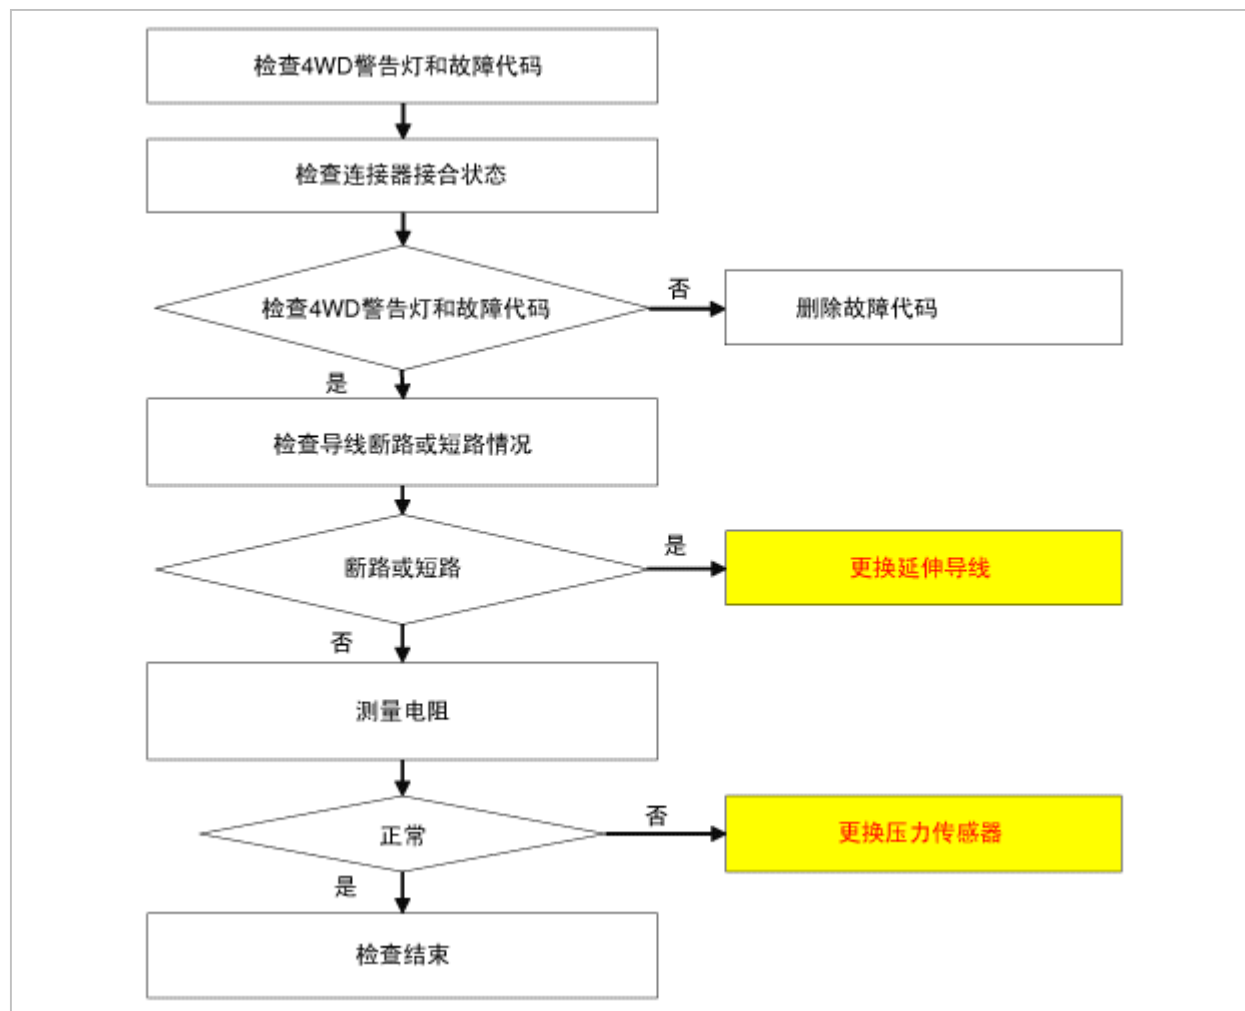 检查4WD警告灯和故障代码
检查连接器接合状态
检查4WD警告灯和故障代码
否
删除故障代码
是
检查导线断路或短路情况
断路或短路
是
更换延伸导线
否
测量电阻
正常
否
更换压力传感器
是
检查结束